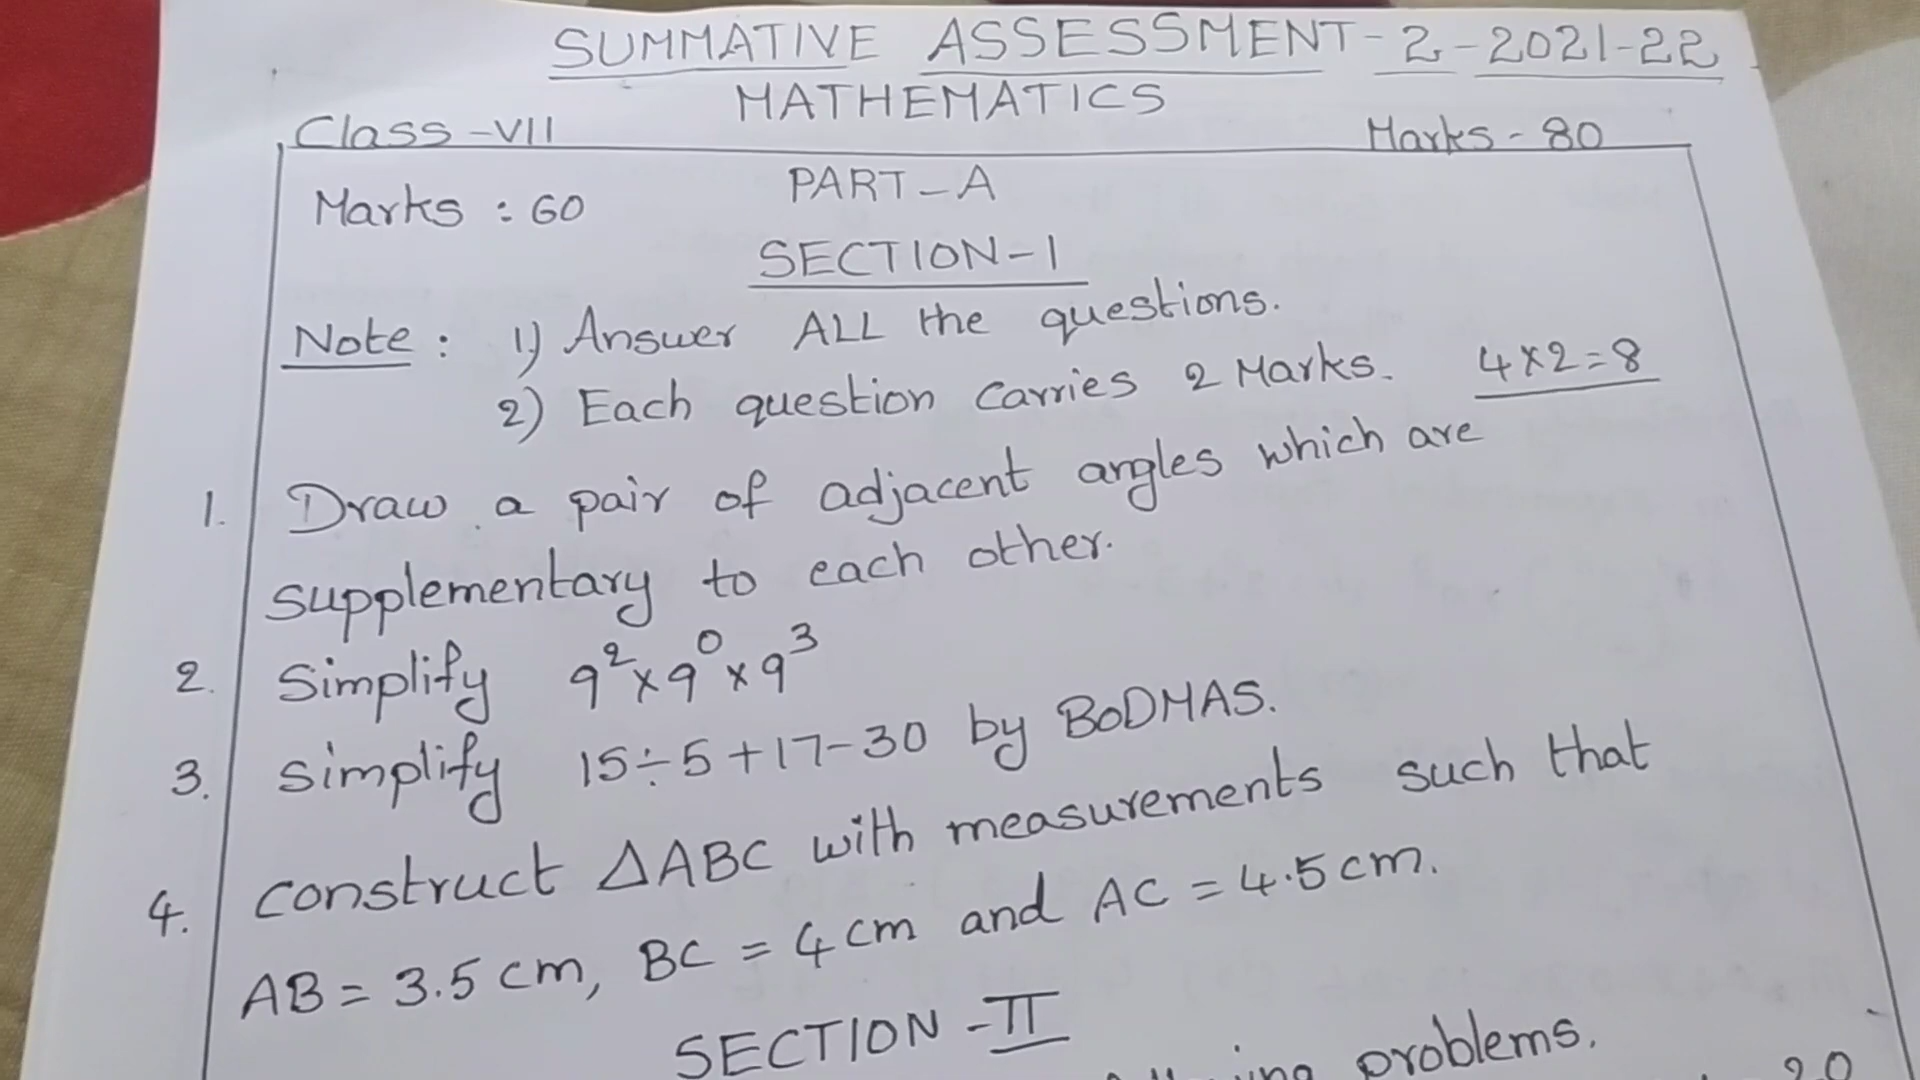 SUMMATIVE ASSESSMENT-2-2021-22
MATHEMATICS
Class-VII Marks-80
PART-A
Marks : 60
SECTION-I
Note : 1) Answer ALL the questions.
2) Each question carries 2 Marks. 4×2=8
1. Draw a pair of adjacent angles which are
supplementary to each other.
2. Simplify 9²×9⁰×9³
3. simplify 15÷5+17-30 by BODMAS.
4. construct △ABC with measurements such that
AB = 3.5 cm, BC = 4 cm and AC = 4.5 cm.
SECTION-II
problems.
20